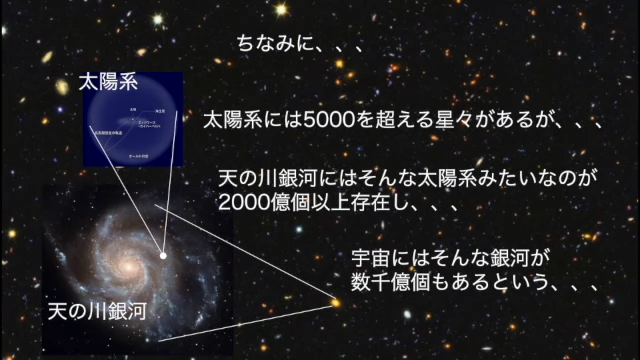 ちなみに、、、
太陽系
太陽系には5000を超える星々があるが、、、
天の川銀河にはそんな太陽系みたいなのが
2000億個以上存在し、、、
宇宙にはそんな銀河が
数千億個もあるという、、、
天の川銀河